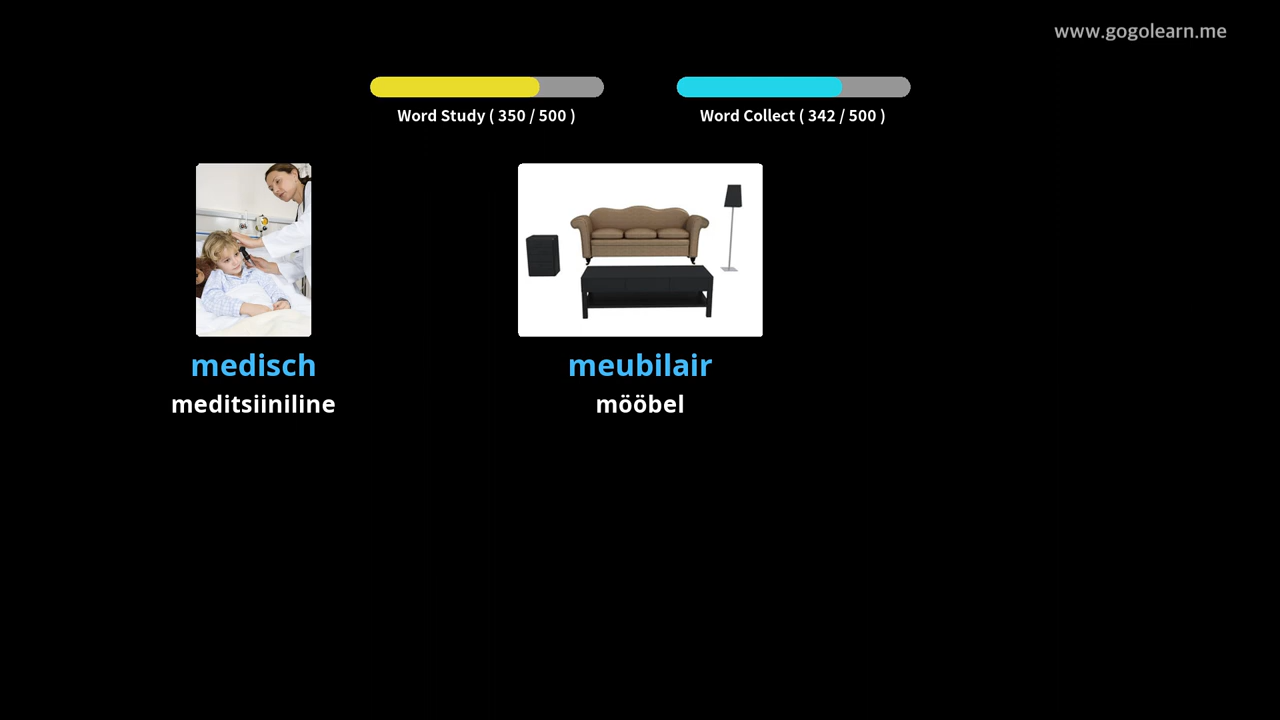 www.gogolearn.me
Word Study ( 350 / 500 )
Word Collect ( 342 / 500 )
medisch
meditsiiniline
meubilair
mööbel